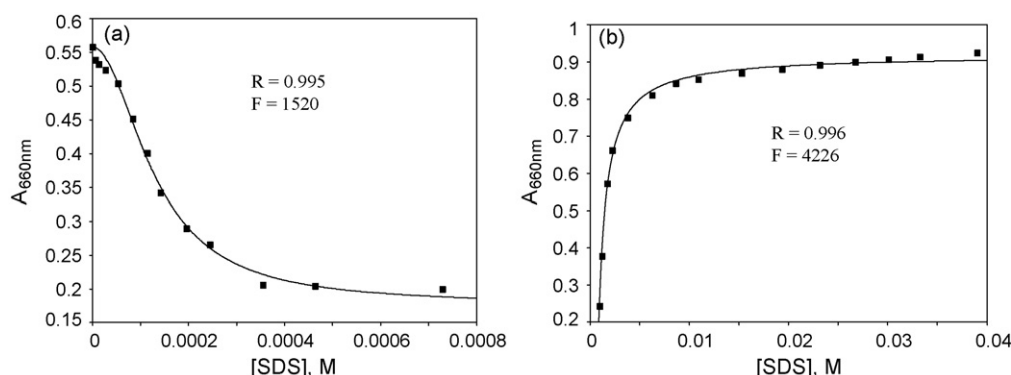 (a)
R = 0.995
F = 1520
A660nm
0.6
0.55
0.5
0.45
0.4
0.35
0.3
0.25
0.2
0.15
0 0.0002 0.0004 0.0006 0.0008
[SDS], M
(b)
R = 0.996
F = 4226
A660nm
1
0.9
0.8
0.7
0.6
0.5
0.4
0.3
0.2
0 0.01 0.02 0.03 0.04
[SDS], M